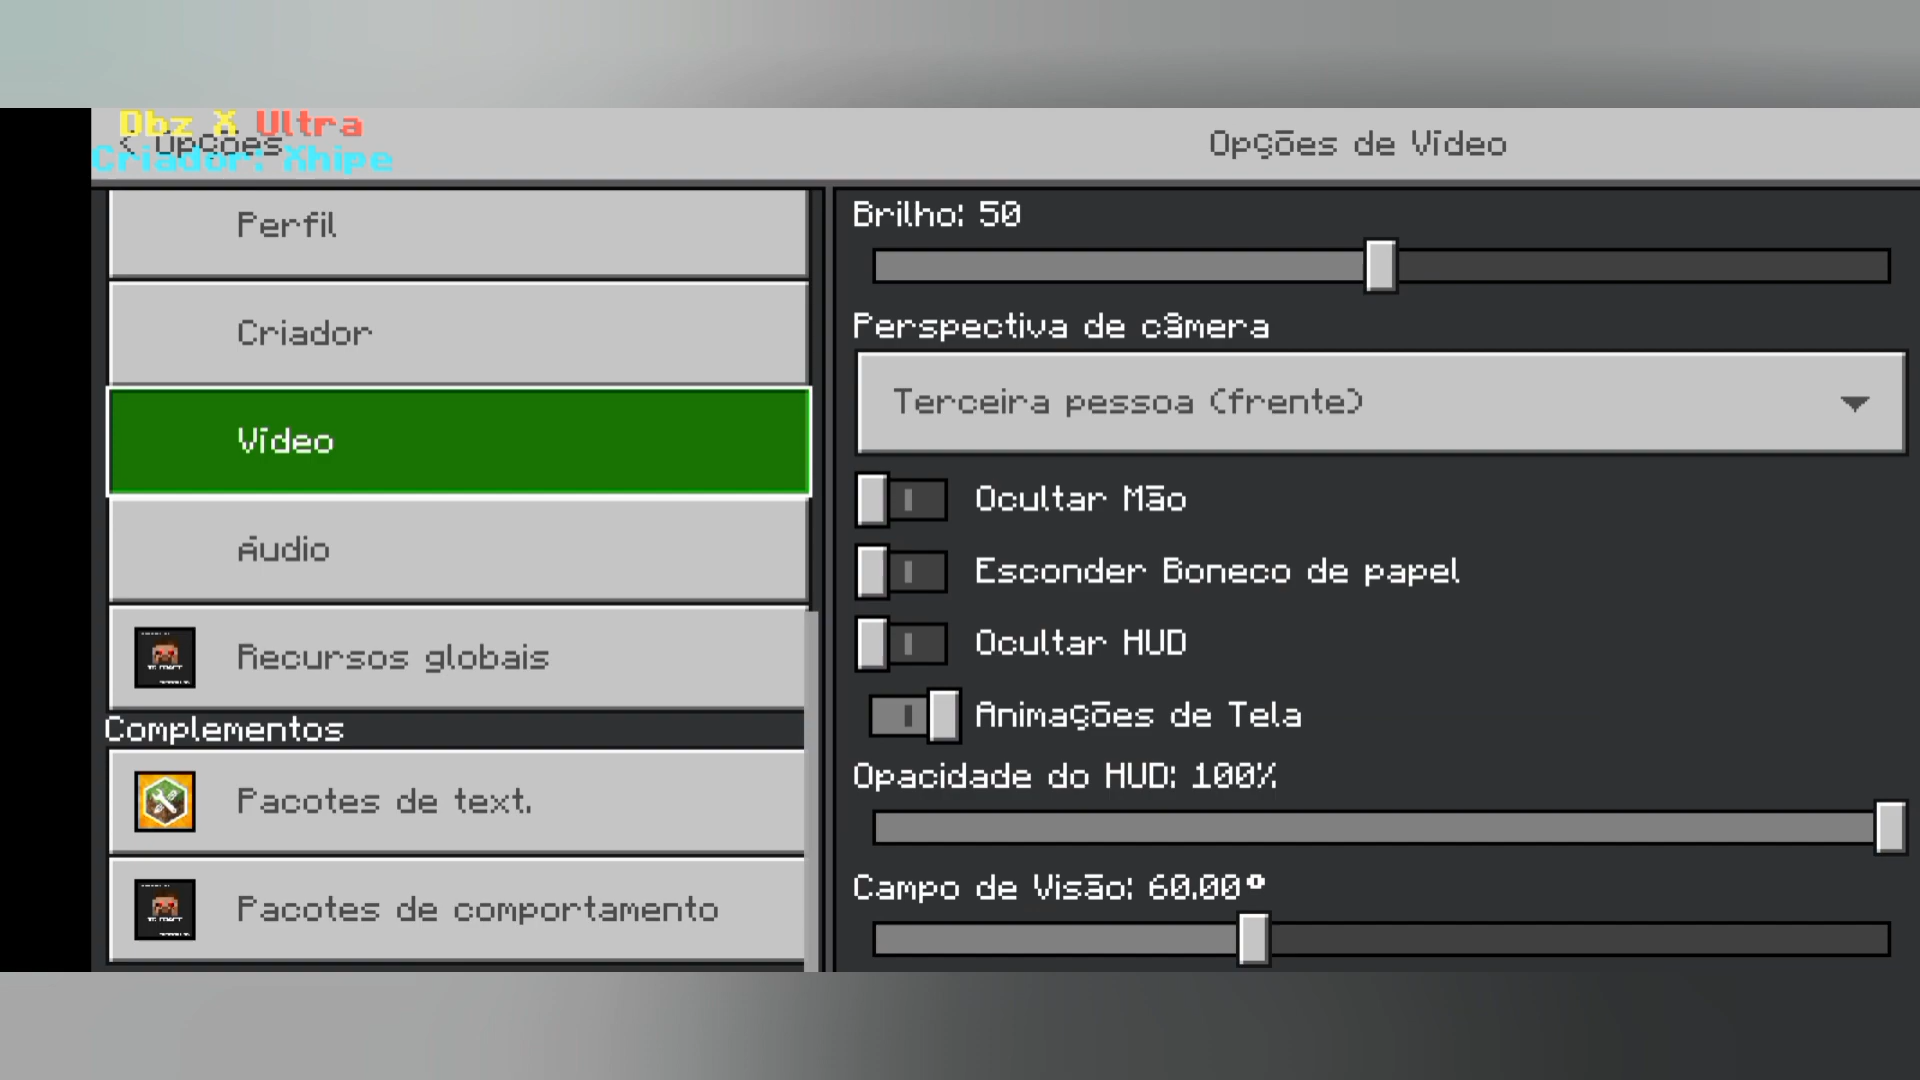 Dbz X Ultra
< Opções
Criador: Xhipe
Opções de Vídeo
Perfil
Criador
Vídeo
Áudio
Recursos globais
Complementos
Pacotes de text.
Pacotes de comportamento
Brilho: 50
Perspectiva de câmera
Terceira pessoa (frente)
Ocultar Mão
Esconder Boneco de papel
Ocultar HUD
Animações de Tela
Opacidade do HUD: 100%
Campo de Visão: 60.00°